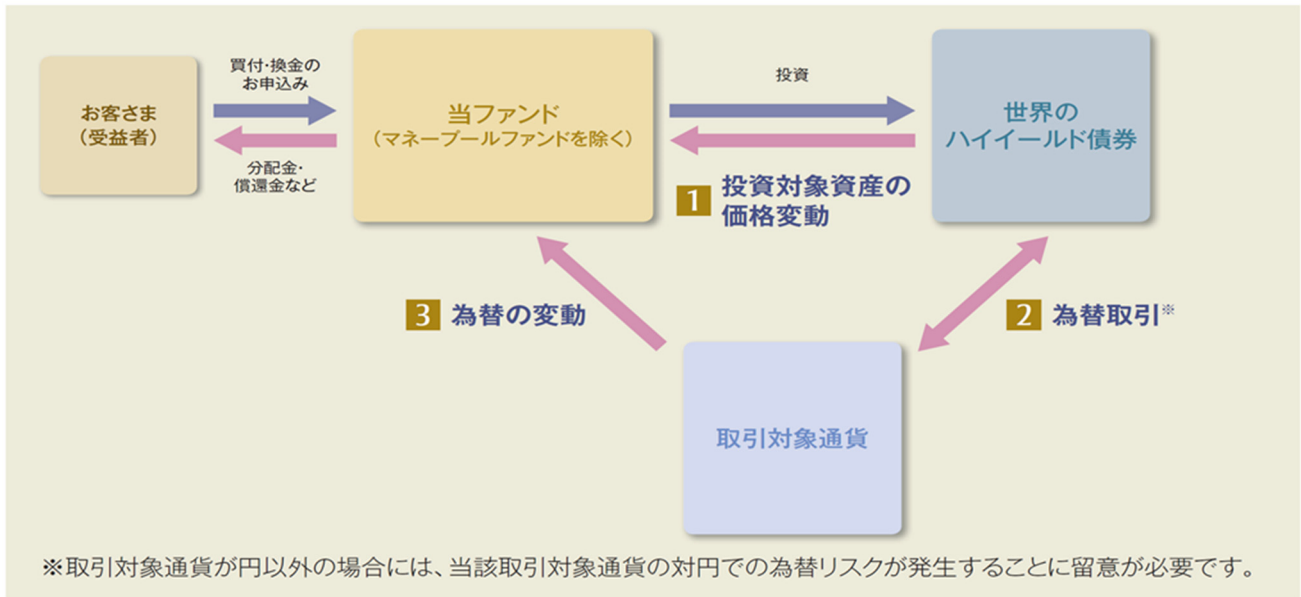 買付・換金の
お申込み
お客さま
(受益者)
分配金・
償還金など
当ファンド
(マネープールファンドを除く)
投資
世界の
ハイイールド債券
1 投資対象資産の
価格変動
3 為替の変動
2 為替取引※
取引対象通貨
※取引対象通貨が円以外の場合には、当該取引対象通貨の対円での為替リスクが発生することに留意が必要です。